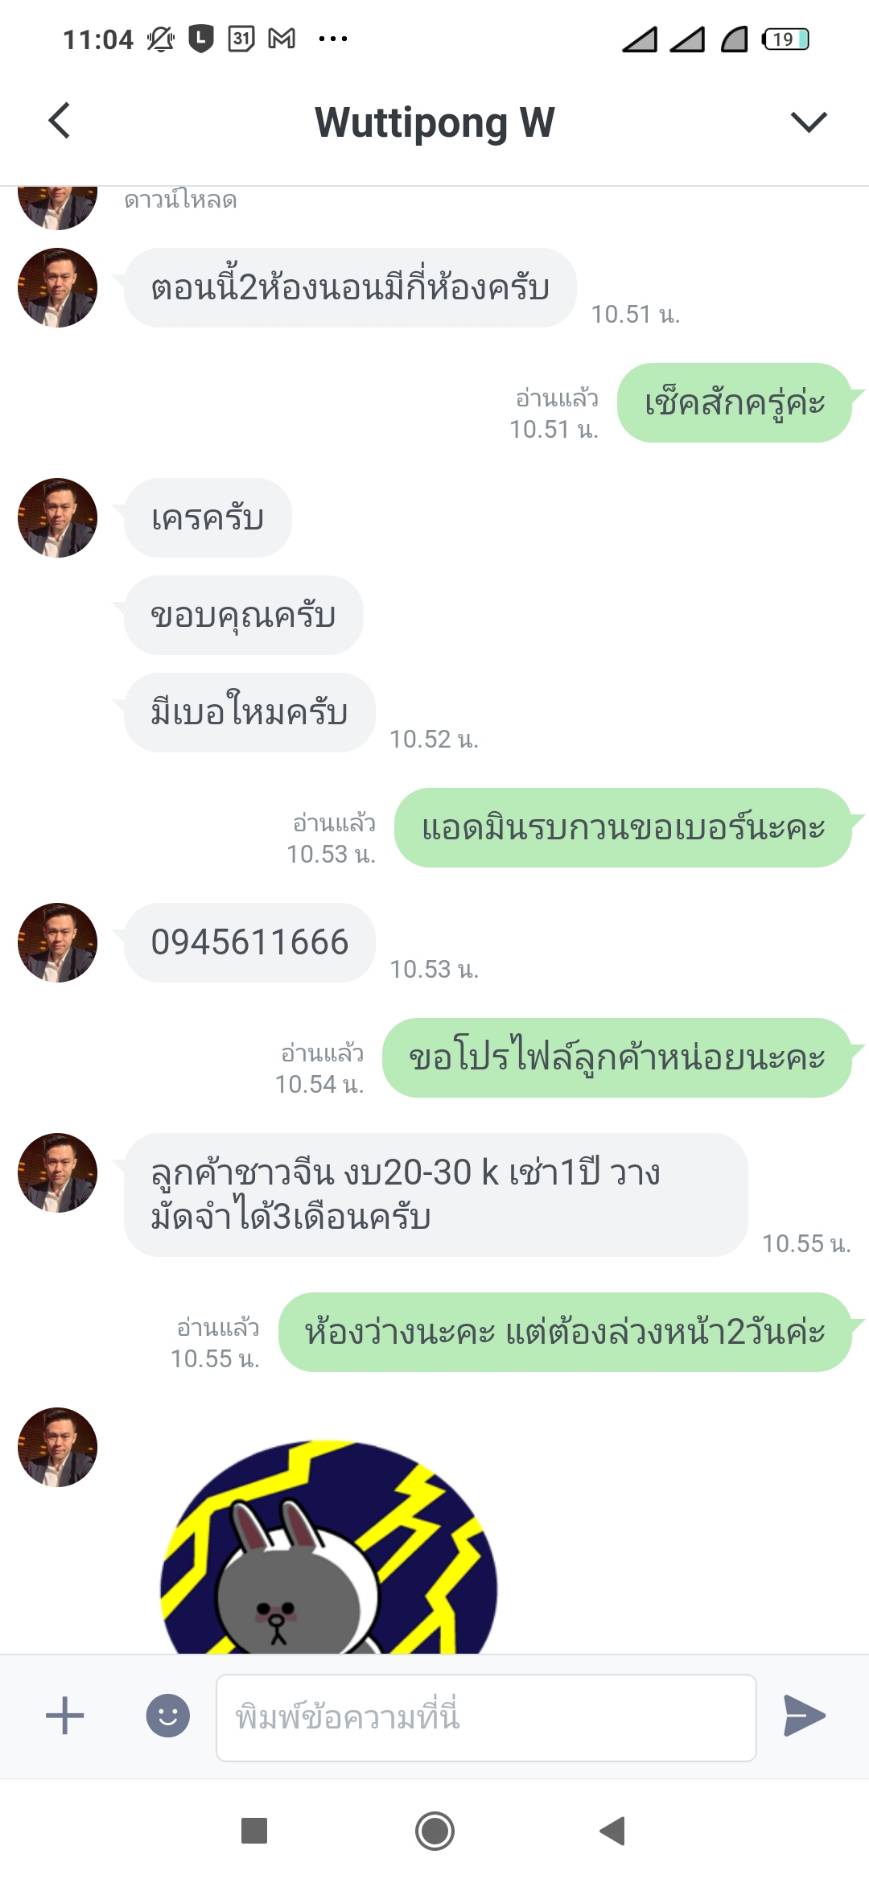 11:04
L
31
19
Wuttipong W
ดาวน์ไหลด
ตอนนี้2ห้องนอนมีกี่ห้องครับ
10.51 น.
อ่านแล้ว
10.51 น.
เช็คสักครู่ค่ะ
เครครับ
ขอบคุณครับ
มีเบอใหมครับ
10.52 น.
อ่านแล้ว
10.53 น.
แอดมินรบกวนขอเบอร์นะคะ
0945611666
10.53 น.
อ่านแล้ว
10.54 น.
ขอโปรไฟล์ลูกค้าหน่อยนะคะ
ลูกค้าชาวจีน งบ20-30 k เช่า1ปี วาง
มัดจำได้3เดือนครับ
10.55 น.
อ่านแล้ว
10.55 น.
ห้องว่างนะคะ แต่ต้องล่วงหน้า2วันค่ะ
พิมพ์ข้อความที่นี่